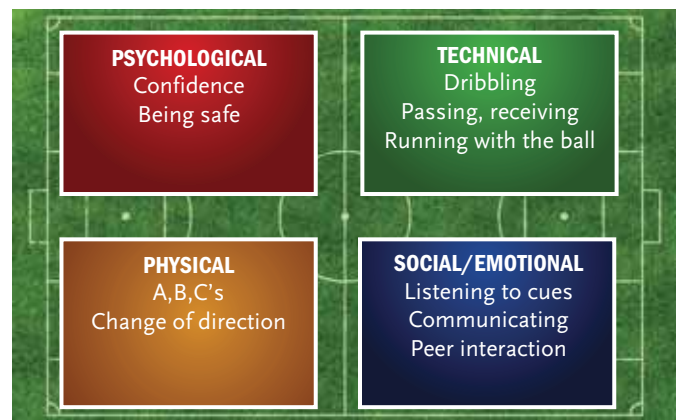 PSYCHOLOGICAL
Confidence
Being safe
TECHNICAL
Dribbling
Passing, receiving
Running with the ball
PHYSICAL
A,B,C's
Change of direction
SOCIAL/EMOTIONAL
Listening to cues
Communicating
Peer interaction